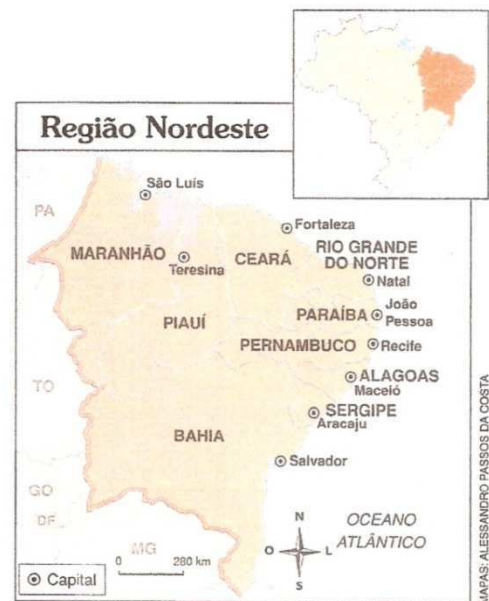 Região Nordeste
São Luís
PA
Fortaleza
MARANHÃO
CEARÁ
RIO GRANDE
DO NORTE
Teresina
Natal
PIAUÍ
PARAÍBA
João
Pessoa
PERNAMBUCO
Recife
TO
ALAGOAS
Maceió
SERGIPE
Aracaju
BAHIA
Salvador
GO
DF
MG
0 280 km
N
O L
S
OCEANO
ATLÂNTICO
Capital
MAPAS: ALESSANDRO PASSOS DA COSTA